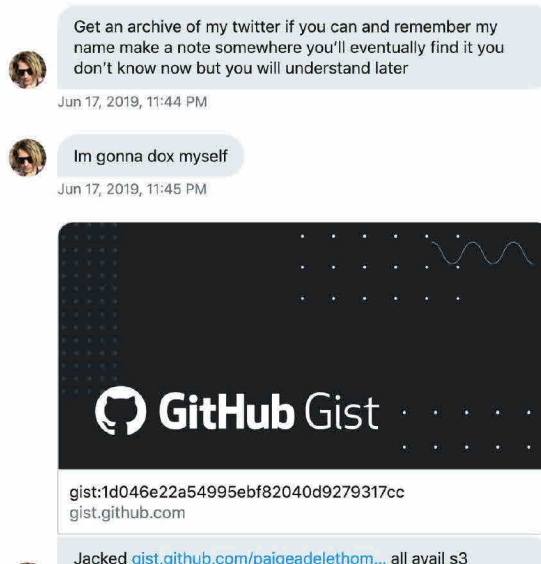 Get an archive of my twitter if you can and remember my
name make a note somewhere you'll eventually find it you
don't know now but you will understand later
Jun 17, 2019, 11:44 PM
Im gonna dox myself
Jun 17, 2019, 11:45 PM
GitHub Gist
gist:1d046e22a54995ebf82040d9279317cc
gist.github.com
Jacked gist.github.com/paigeadelethom... all avail s3